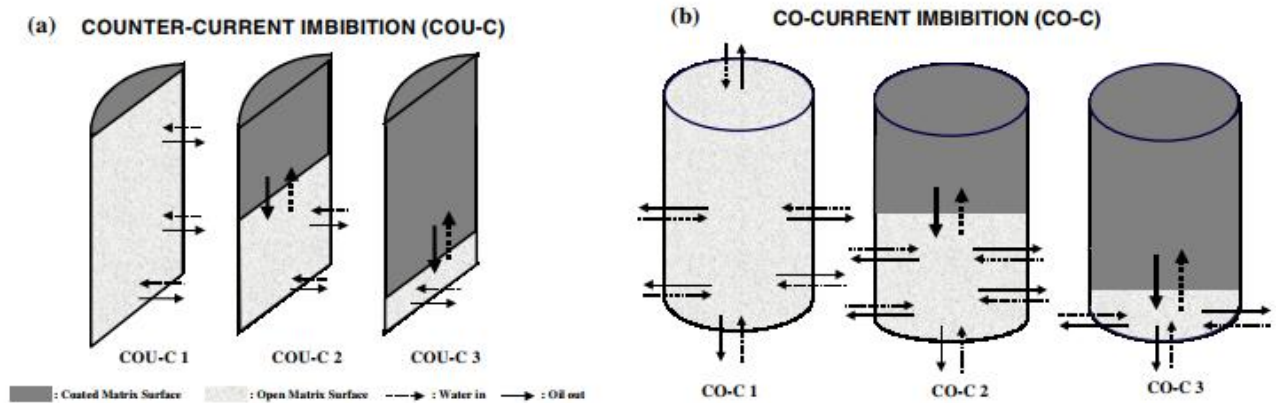 (a) COUNTER-CURRENT IMBIBITION (COU-C)
COU-C 1
COU-C 2
COU-C 3
: Coated Matrix Surface : Open Matrix Surface : Water in : Oil out
(b) CO-CURRENT IMBIBITION (CO-C)
CO-C 1
CO-C 2
CO-C 3